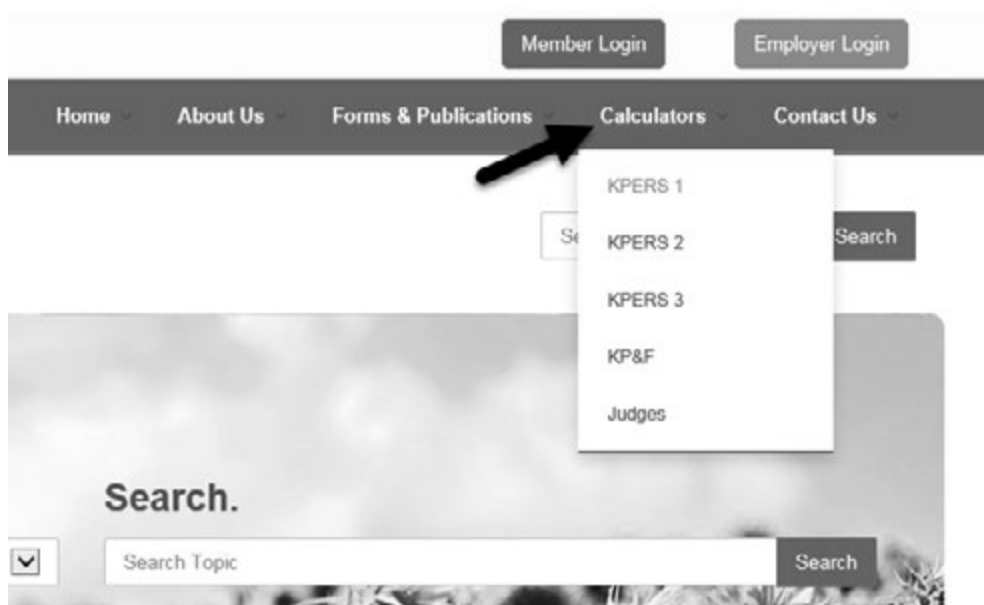 Member Login Employer Login
Home About Us Forms & Publications Calculators Contact Us
KPERS 1
Se Search
KPERS 2
KPERS 3
KP&F
Judges
Search.
Search Topic Search